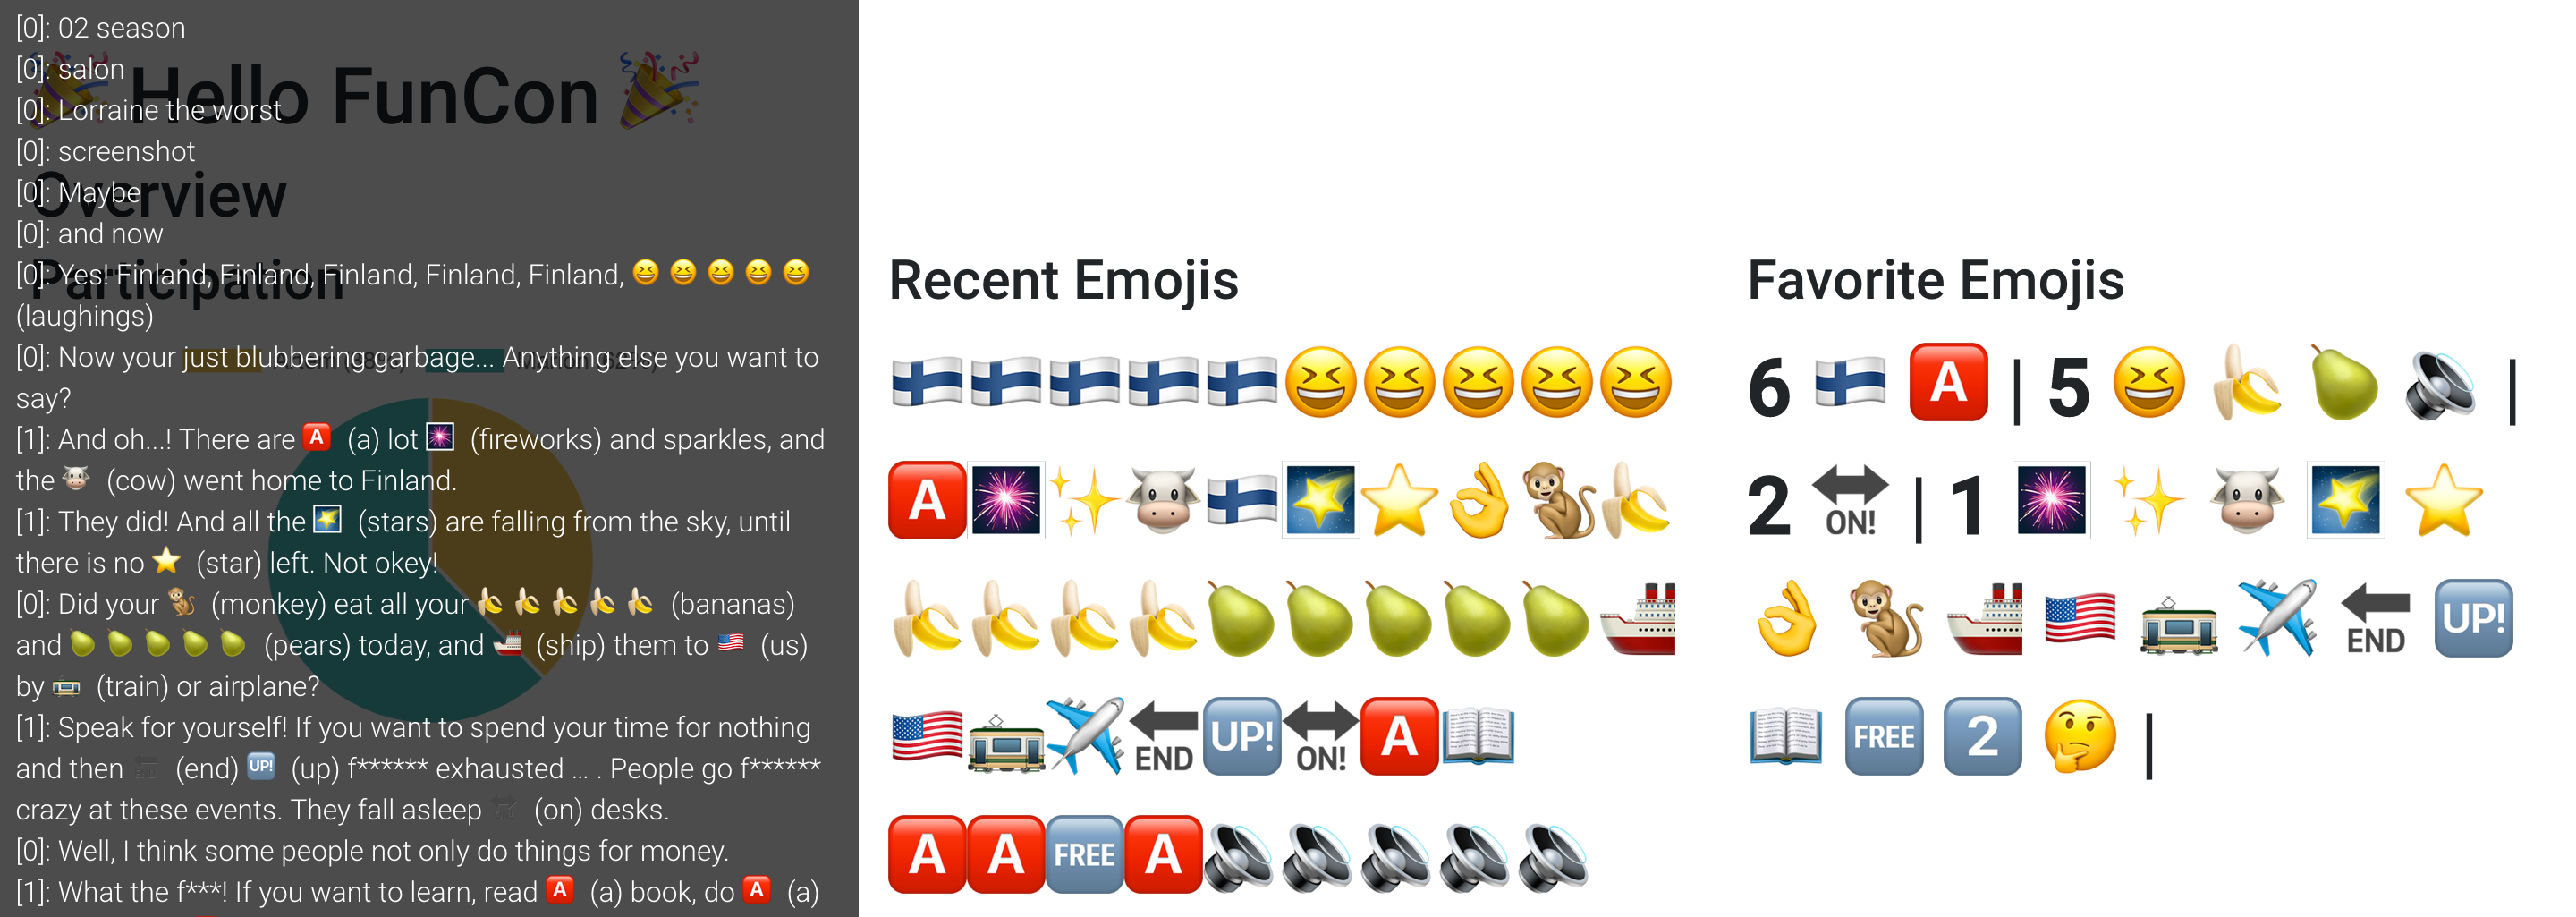 [0]: 02 season
[0]: salon
🎉 Hello FunCon 🎉
[0]: Lorraine the worst
[0]: screenshot
Overview
[0]: Maybe
[0]: and now
Participation
[0]: Yes! Finland, Finland, Finland, Finland, Finland, 😆 😆 😆 😆 😆
(laughings)
[0]: Now your just blubbering garbage... Anything else you want to
say?
[1]: And oh...! There are 🅰 (a) lot 🎆 (fireworks) and sparkles, and
the 🐮 (cow) went home to Finland.
[1]: They did! And all the 🌠 (stars) are falling from the sky, until
there is no ⭐ (star) left. Not okey!
[0]: Did your 🐒 (monkey) eat all your 🍌 🍌 🍌 🍌 🍌 (bananas)
and 🍐 🍐 🍐 🍐 🍐 (pears) today, and 🚢 (ship) them to 🇺🇸 (us)
by 🚋 (train) or airplane?
[1]: Speak for yourself! If you want to spend your time for nothing
and then 🔚 (end) 🆙 (up) f****** exhausted ... . People go f******
crazy at these events. They fall asleep 🔛 (on) desks.
[0]: Well, I think some people not only do things for money.
[1]: What the f***! If you want to learn, read 🅰 (a) book, do 🅰 (a)
Recent Emojis
🇫🇮🇫🇮🇫🇮🇫🇮🇫🇮😆😆😆😆😆
🅰🎆✨🐮🇫🇮🌠⭐👌🐒🍌
🍌🍌🍌🍌🍐🍐🍐🍐🍐🚢
🇺🇸🚋✈🔚🆙🔛🅰📖
🅰🅰🆓🅰🔊🔊🔊🔊🔊
Favorite Emojis
6 🇫🇮 🅰 | 5 😆 🍌 🍐 🔊 |
2 🔛 | 1 🎆 ✨ 🐮 🌠 ⭐
👌 🐒 🚢 🇺🇸 🚋 ✈ 🔚 🆙
📖 🆓 2 🤔 |